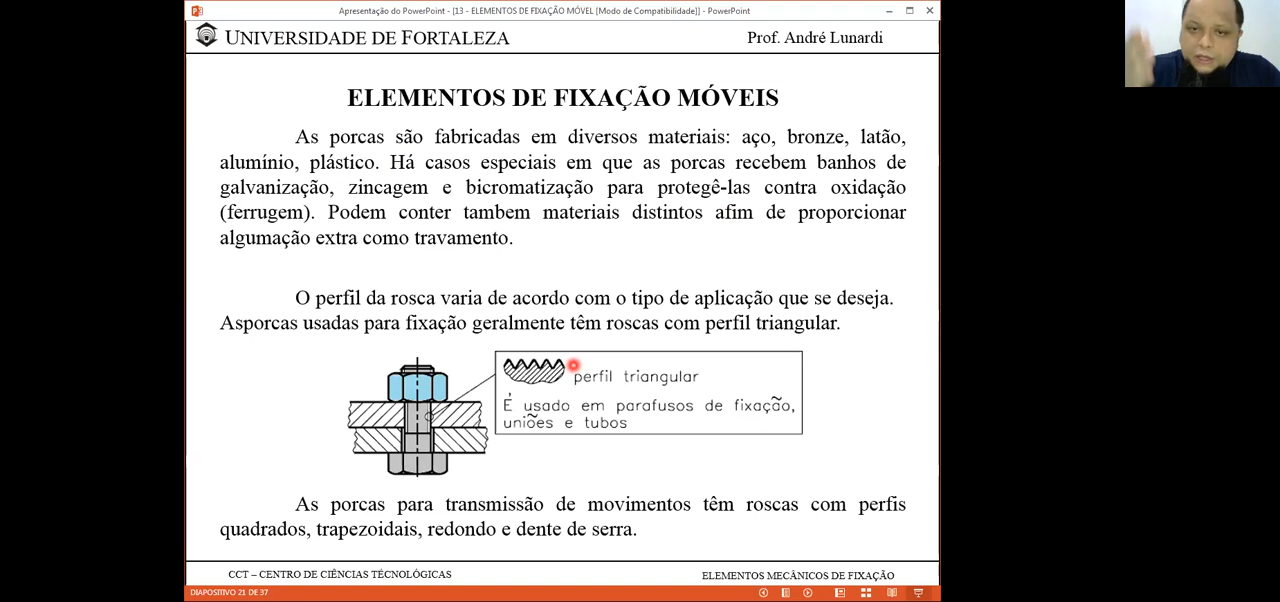 Apresentação do PowerPoint - [13 - ELEMENTOS DE FIXAÇÃO MÓVEL [Modo de Compatibilidade]] - PowerPoint
UNIVERSIDADE DE FORTALEZA
Prof. André Lunardi
ELEMENTOS DE FIXAÇÃO MÓVEIS
As porcas são fabricadas em diversos materiais: aço, bronze, latão,
alumínio, plástico. Há casos especiais em que as porcas recebem banhos de
galvanização, zincagem e bicromatização para protegê-las contra oxidação
(ferrugem). Podem conter tambem materiais distintos afim de proporcionar
algumação extra como travamento.
O perfil da rosca varia de acordo com o tipo de aplicação que se deseja.
Asporcas usadas para fixação geralmente têm roscas com perfil triangular.
perfil triangular
É usado em parafusos de fixação,
uniões e tubos
As porcas para transmissão de movimentos têm roscas com perfis
quadrados, trapezoidais, redondo e dente de serra.
CCT – CENTRO DE CIÊNCIAS TÉCNOLÓGICAS
ELEMENTOS MECÂNICOS DE FIXAÇÃO
DIAPOSITIVO 21 DE 37